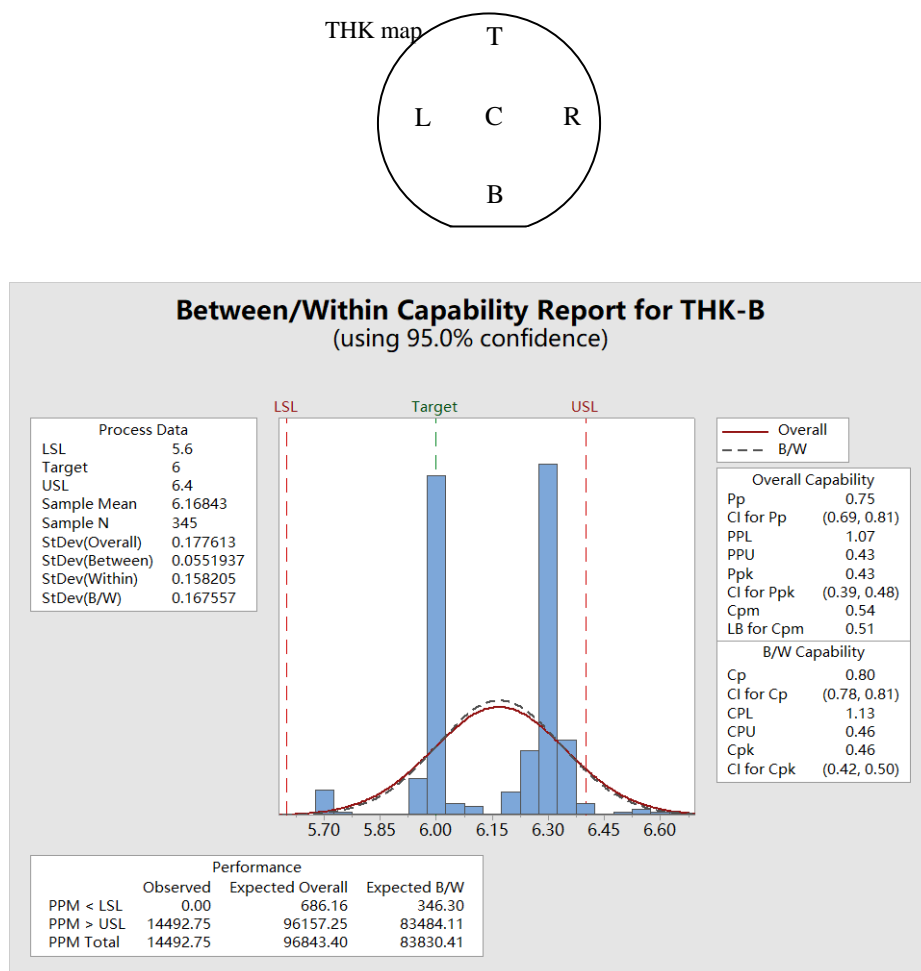 THK map
T
L C R
B
Between/Within Capability Report for THK-B
(using 95.0% confidence)
LSL Target USL
Process Data
LSL 5.6
Target 6
USL 6.4
Sample Mean 6.16843
Sample N 345
StDev(Overall) 0.177613
StDev(Between) 0.0551937
StDev(Within) 0.158205
StDev(B/W) 0.167557
Overall
B/W
Overall Capability
Pp 0.75
CI for Pp (0.69, 0.81)
PPL 1.07
PPU 0.43
Ppk 0.43
CI for Ppk (0.39, 0.48)
Cpm 0.54
LB for Cpm 0.51
B/W Capability
Cp 0.80
CI for Cp (0.78, 0.81)
CPL 1.13
CPU 0.46
Cpk 0.46
CI for Cpk (0.42, 0.50)
5.70 5.85 6.00 6.15 6.30 6.45 6.60
Performance
Observed Expected Overall Expected B/W
PPM < LSL 0.00 686.16 346.30
PPM > USL 14492.75 96157.25 83484.11
PPM Total 14492.75 96843.40 83830.41